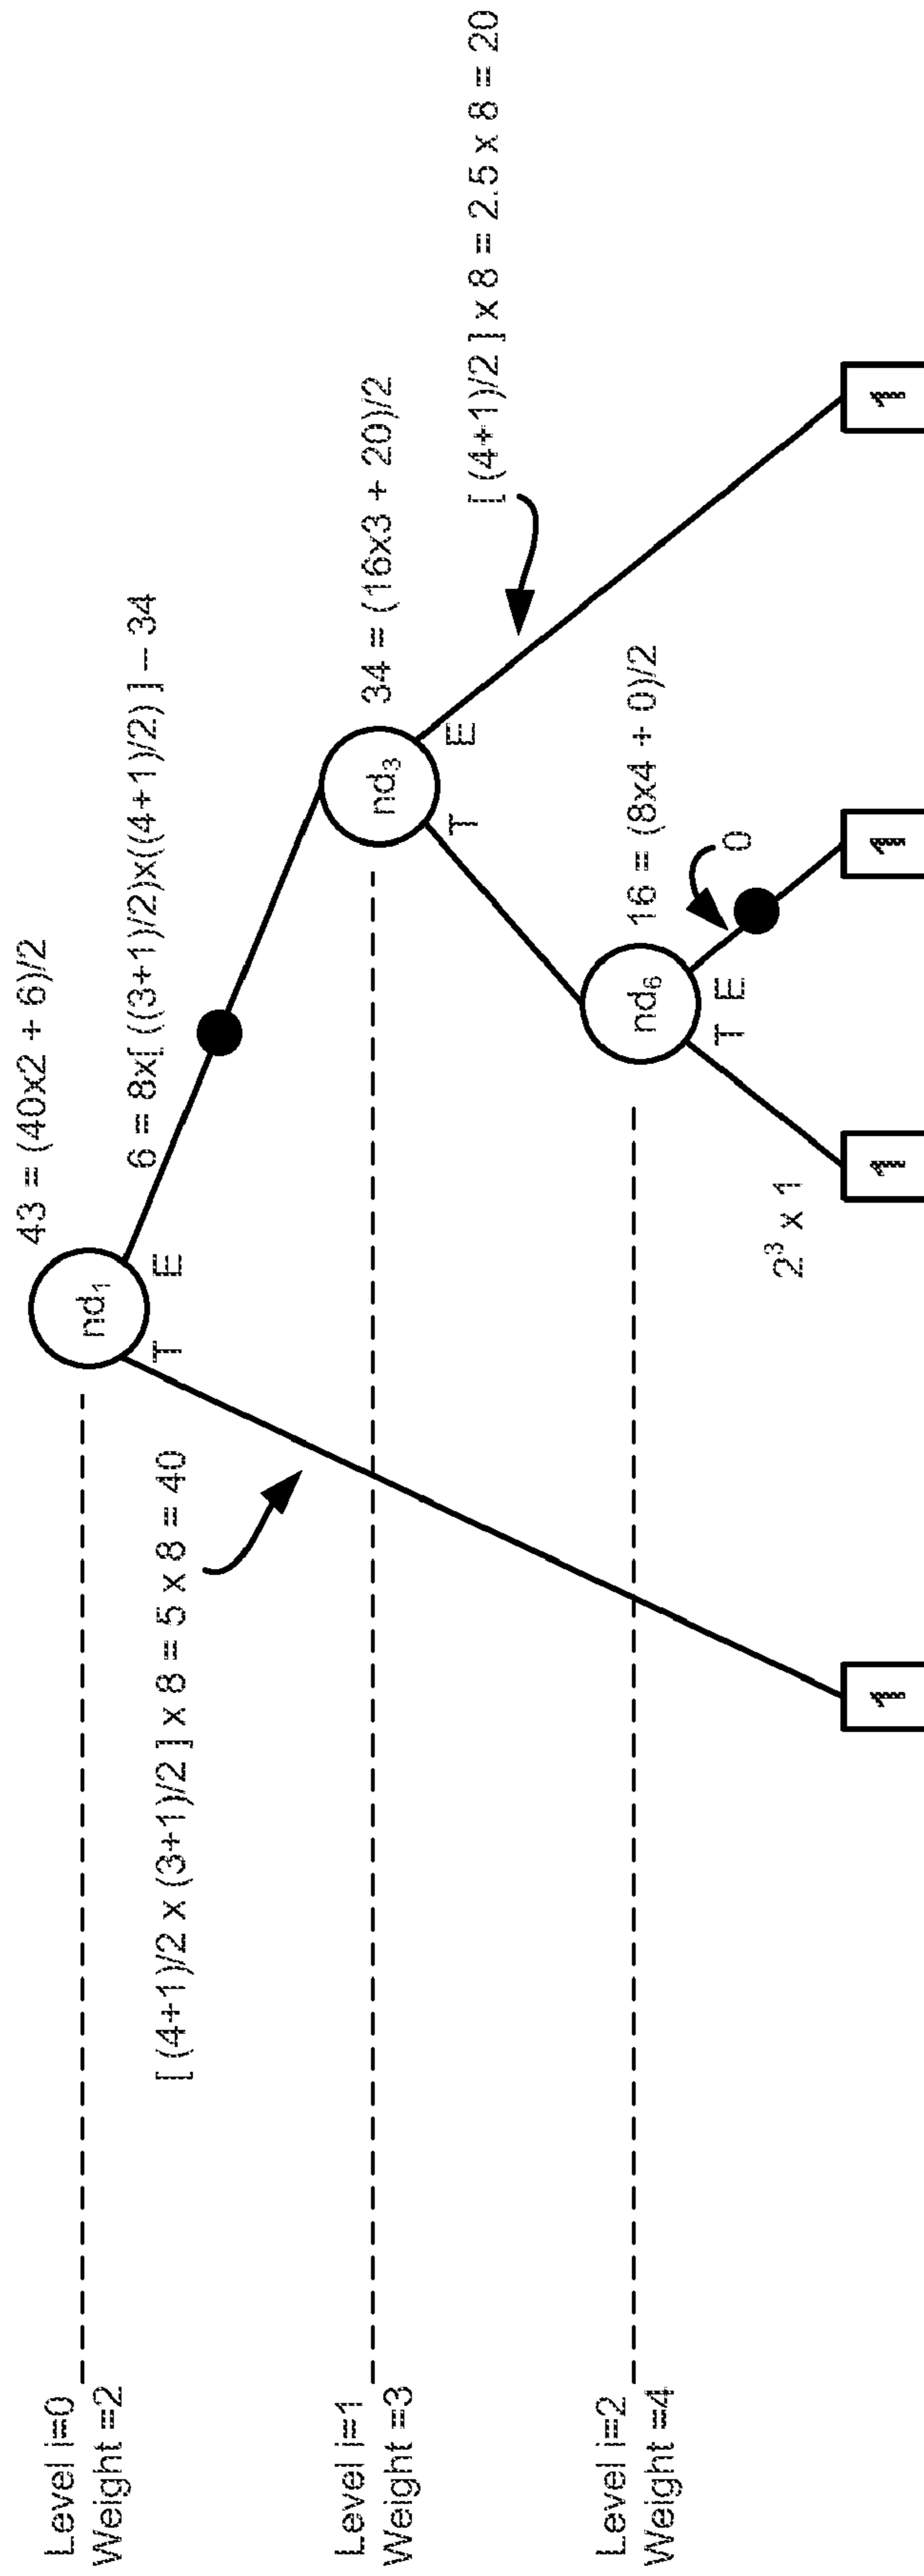 43 = (40x2 + 6)/2
Level i=0
Weight =2
nd₁
T E
6 = 8x[ ((3+1)/2)x((4+1)/2) ] – 34
[ (4+1)/2 x (3+1)/2 ] x 8 = 5 x 8 = 40
Level i=1
Weight =3
nd₃
34 = (16x3 + 20)/2
T E
[ (4+1)/2 ] x 8 = 2.5 x 8 = 20
Level i=2
Weight =4
nd₆
16 = (8x4 + 0)/2
T E
0
2³ x 1
1
1
1
1